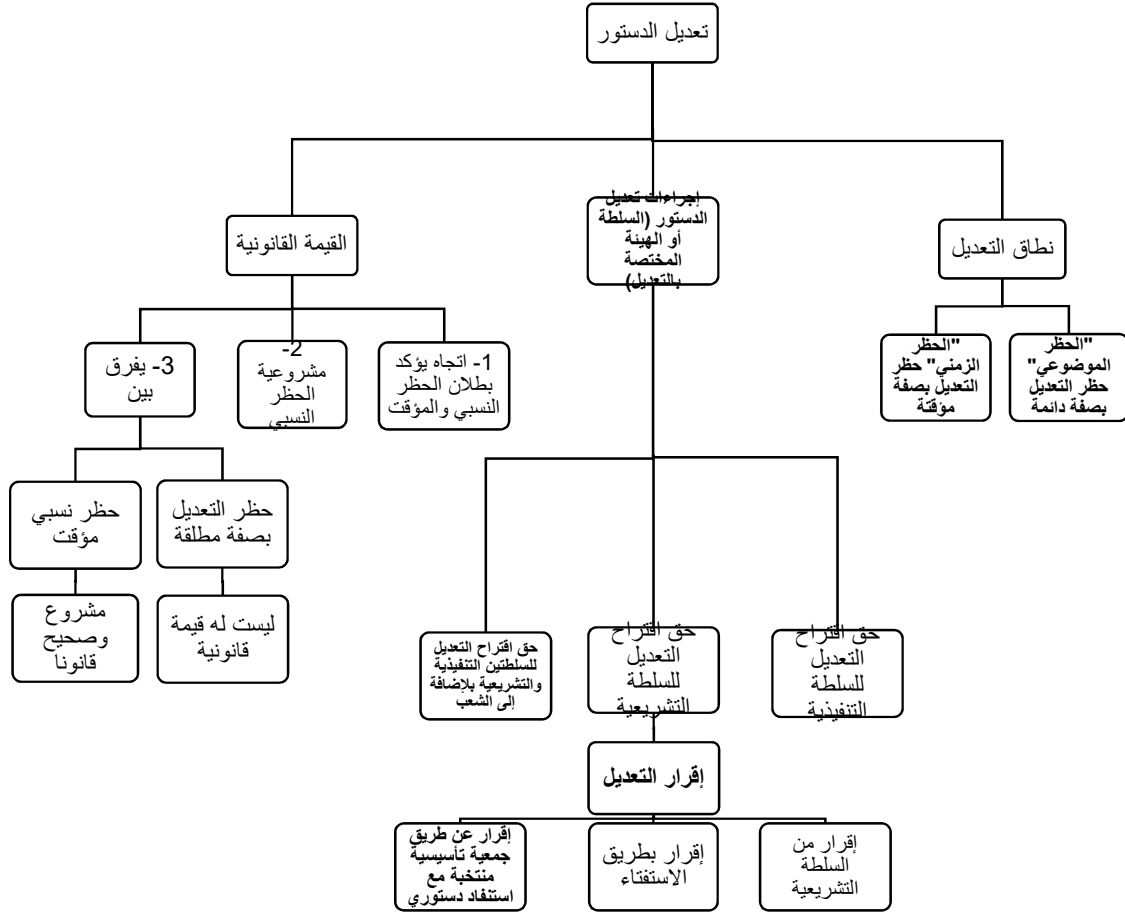 تعديل الدستور
نطاق التعديل
إجراءات تعديل
الدستور (السلطة
أو الهيئة
المختصة
بالتعديل)
القيمة القانونية
"الحظر
الموضوعي"
حظر التعديل
بصفة دائمة
"الحظر
الزمني" حظر
التعديل بصفة
مؤقتة
1- اتجاه يؤكد
بطلان الحظر
النسبي والمؤقت
2-
مشروعية
الحظر
النسبي
3- يفرق
بين
حظر التعديل
بصفة مطلقة
حظر نسبي
مؤقت
ليست له قيمة
قانونية
مشروع
وصحيح
قانونا
حق اقتراح
التعديل
للسلطة
التنفيذية
حق اقتراح
التعديل
للسلطة
التشريعية
حق اقتراح التعديل
للسلطتين التنفيذية
والتشريعية بلإضافة
إلى الشعب
إقرار التعديل
إقرار من
السلطة
التشريعية
إقرار بطريق
الاستفتاء
إقرار عن طريق
جمعية تأسيسية
منتخبة مع
استنفاد دستوري